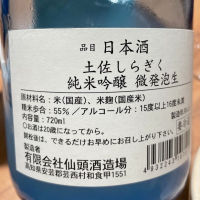 品目 日本酒
土佐しらぎく
純米吟醸 微発泡生
原材料名:米(国産)、米麹(国産米)
精米歩合:55%/アルコール分:15度以上16度未満
内容量:720ml
〇お酒は20歳になってから。
開栓後は、できるだけお早めにお召し上がり下さい。
製造者
有限会社仙頭酒造場
高知県安芸郡芸西村和食甲1551